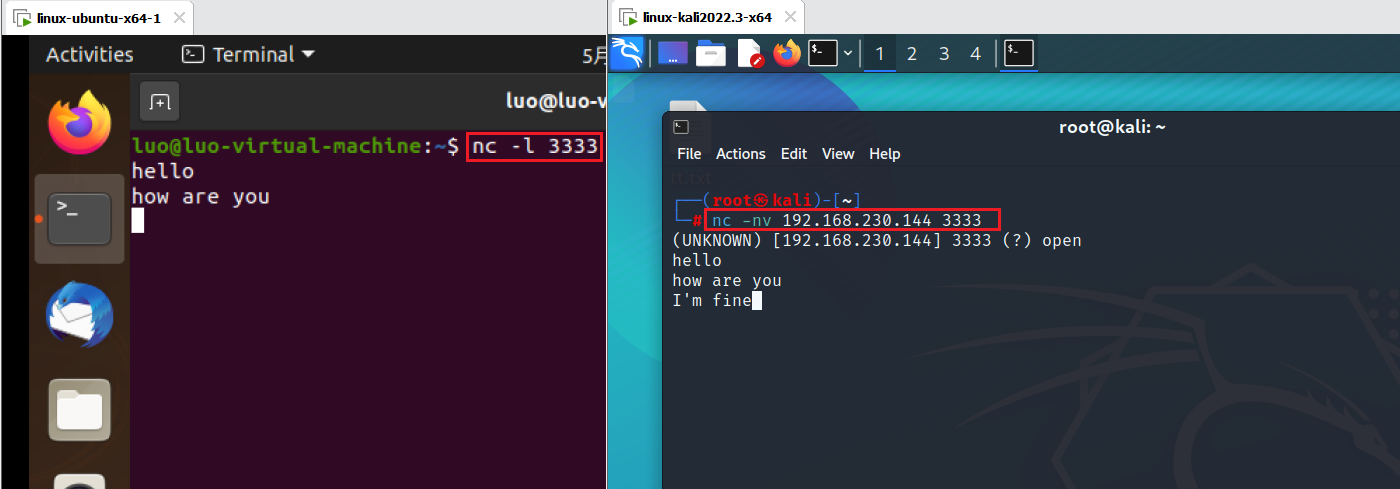 linux-ubuntu-x64-1
Activities Terminal 5月
luo@luo-v
luo@luo-virtual-machine:~$ nc -l 3333
hello
how are you
linux-kali2022.3-x64
1 2 3 4
root@kali: ~
File Actions Edit View Help
(root㉿kali)-[~]
# nc -nv 192.168.230.144 3333
(UNKNOWN) [192.168.230.144] 3333 (?) open
hello
how are you
I'm fine